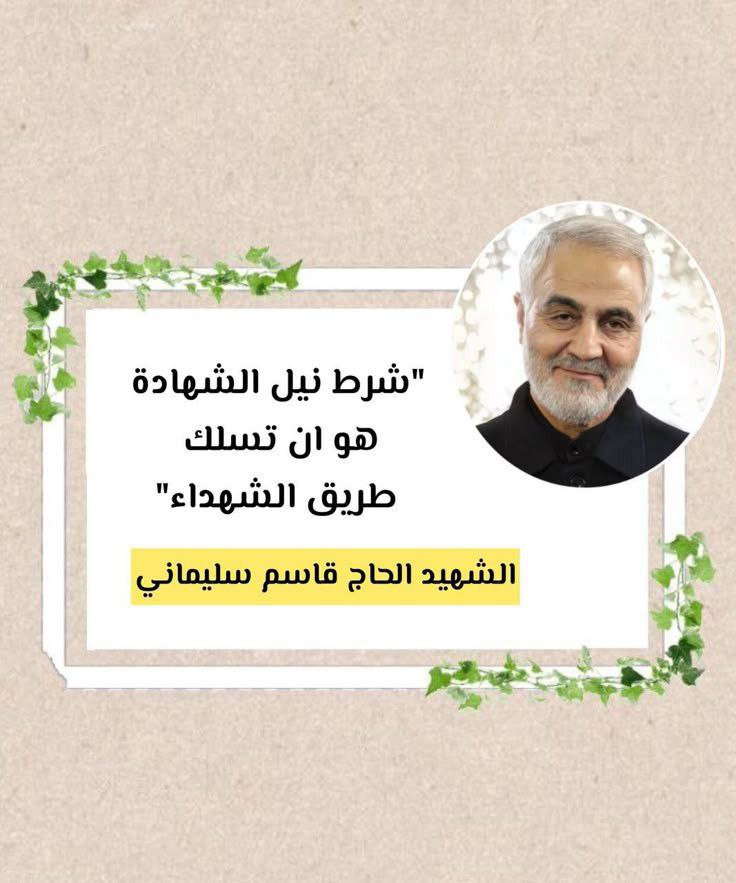 "شرط نيل الشهادة
هو ان تسلك
طريق الشهداء"
الشهيد الحاج قاسم سليماني